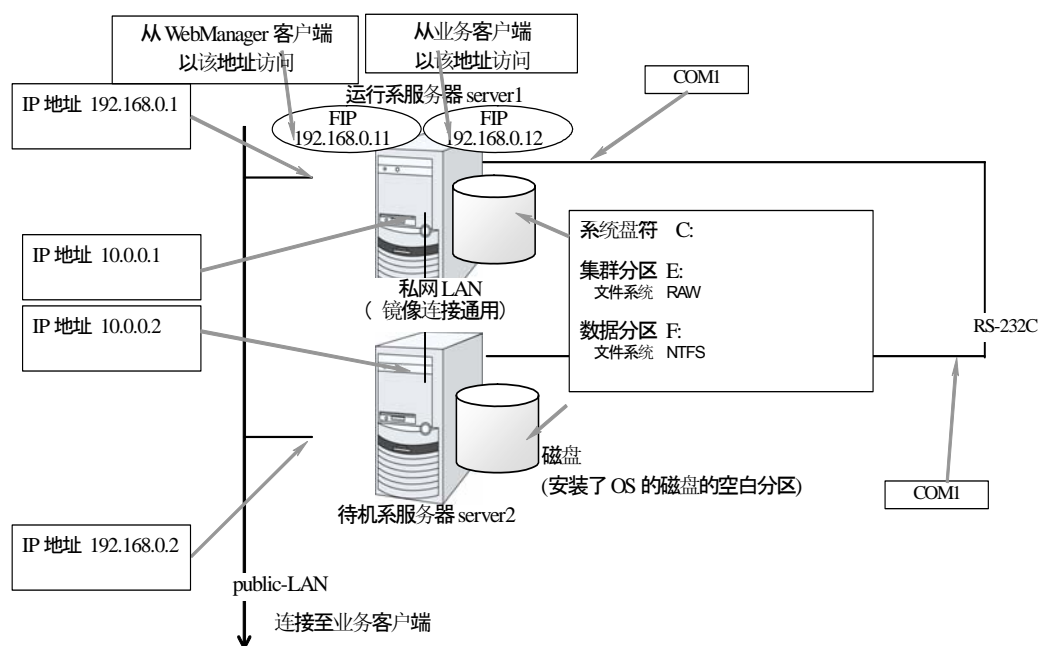 从 WebManager 客户端
以该地址访问
从业务客户端
以该地址访问
COM1
IP 地址 192.168.0.1
运行系服务器 server1
FIP
192.168.0.11
FIP
192.168.0.12
IP 地址 10.0.0.1
系统盘符 C:
集群分区 E:
文件系统 RAW
数据分区 F:
文件系统 NTFS
私网 LAN
( 镜像连接通用)
IP 地址 10.0.0.2
RS-232C
磁盘
(安装了 OS 的磁盘的空白分区)
COM1
待机系服务器 server2
IP 地址 192.168.0.2
public-LAN
连接至业务客户端